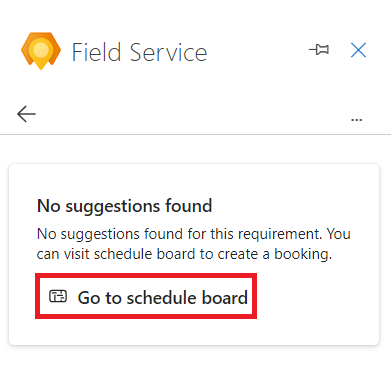 Field Service
...
No suggestions found
No suggestions found for this requirement. You
can visit schedule board to create a booking.
Go to schedule board